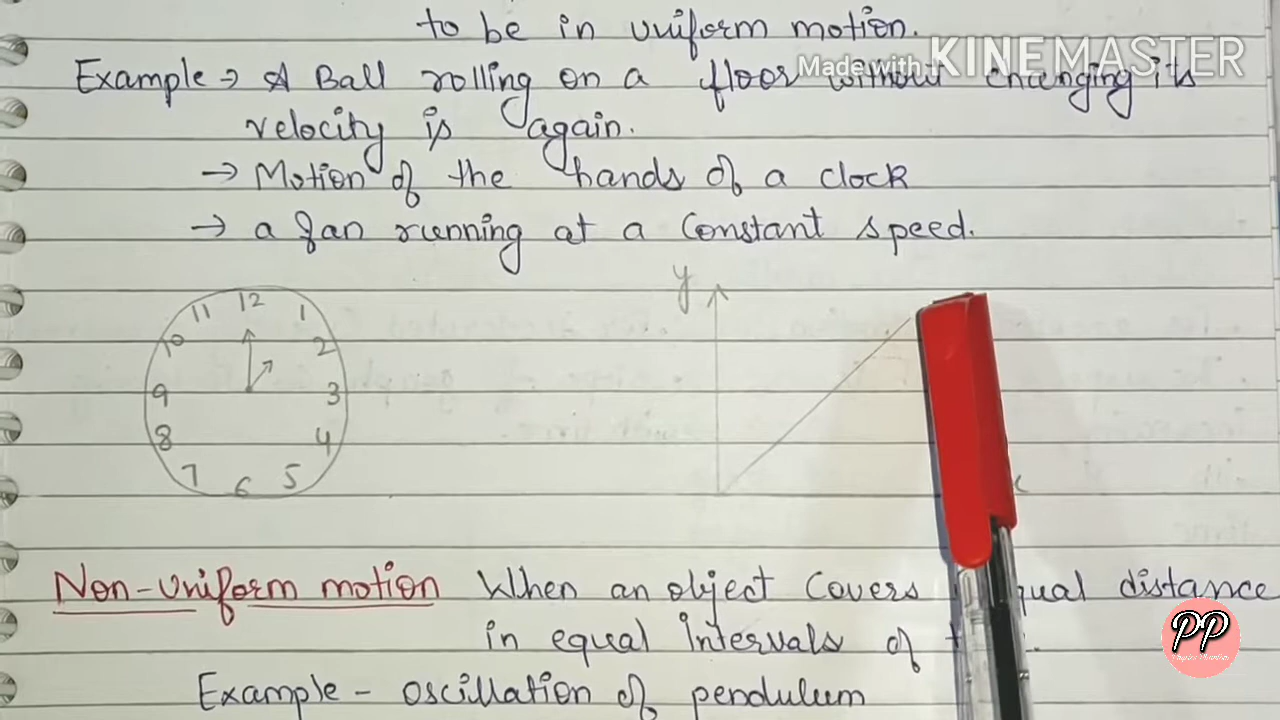 to be in uniform motion.
Made with KINEMASTER
Example → A Ball rolling on a floor without changing its
velocity is again.
→ Motion of the hands of a clock
→ a fan running at a constant speed.
y
12
11 1
10 2
9 3
8 4
7 5
6
Non-uniform motion When an object covers qual distance
in equal intervals of
PP
Example - oscillation of pendulum